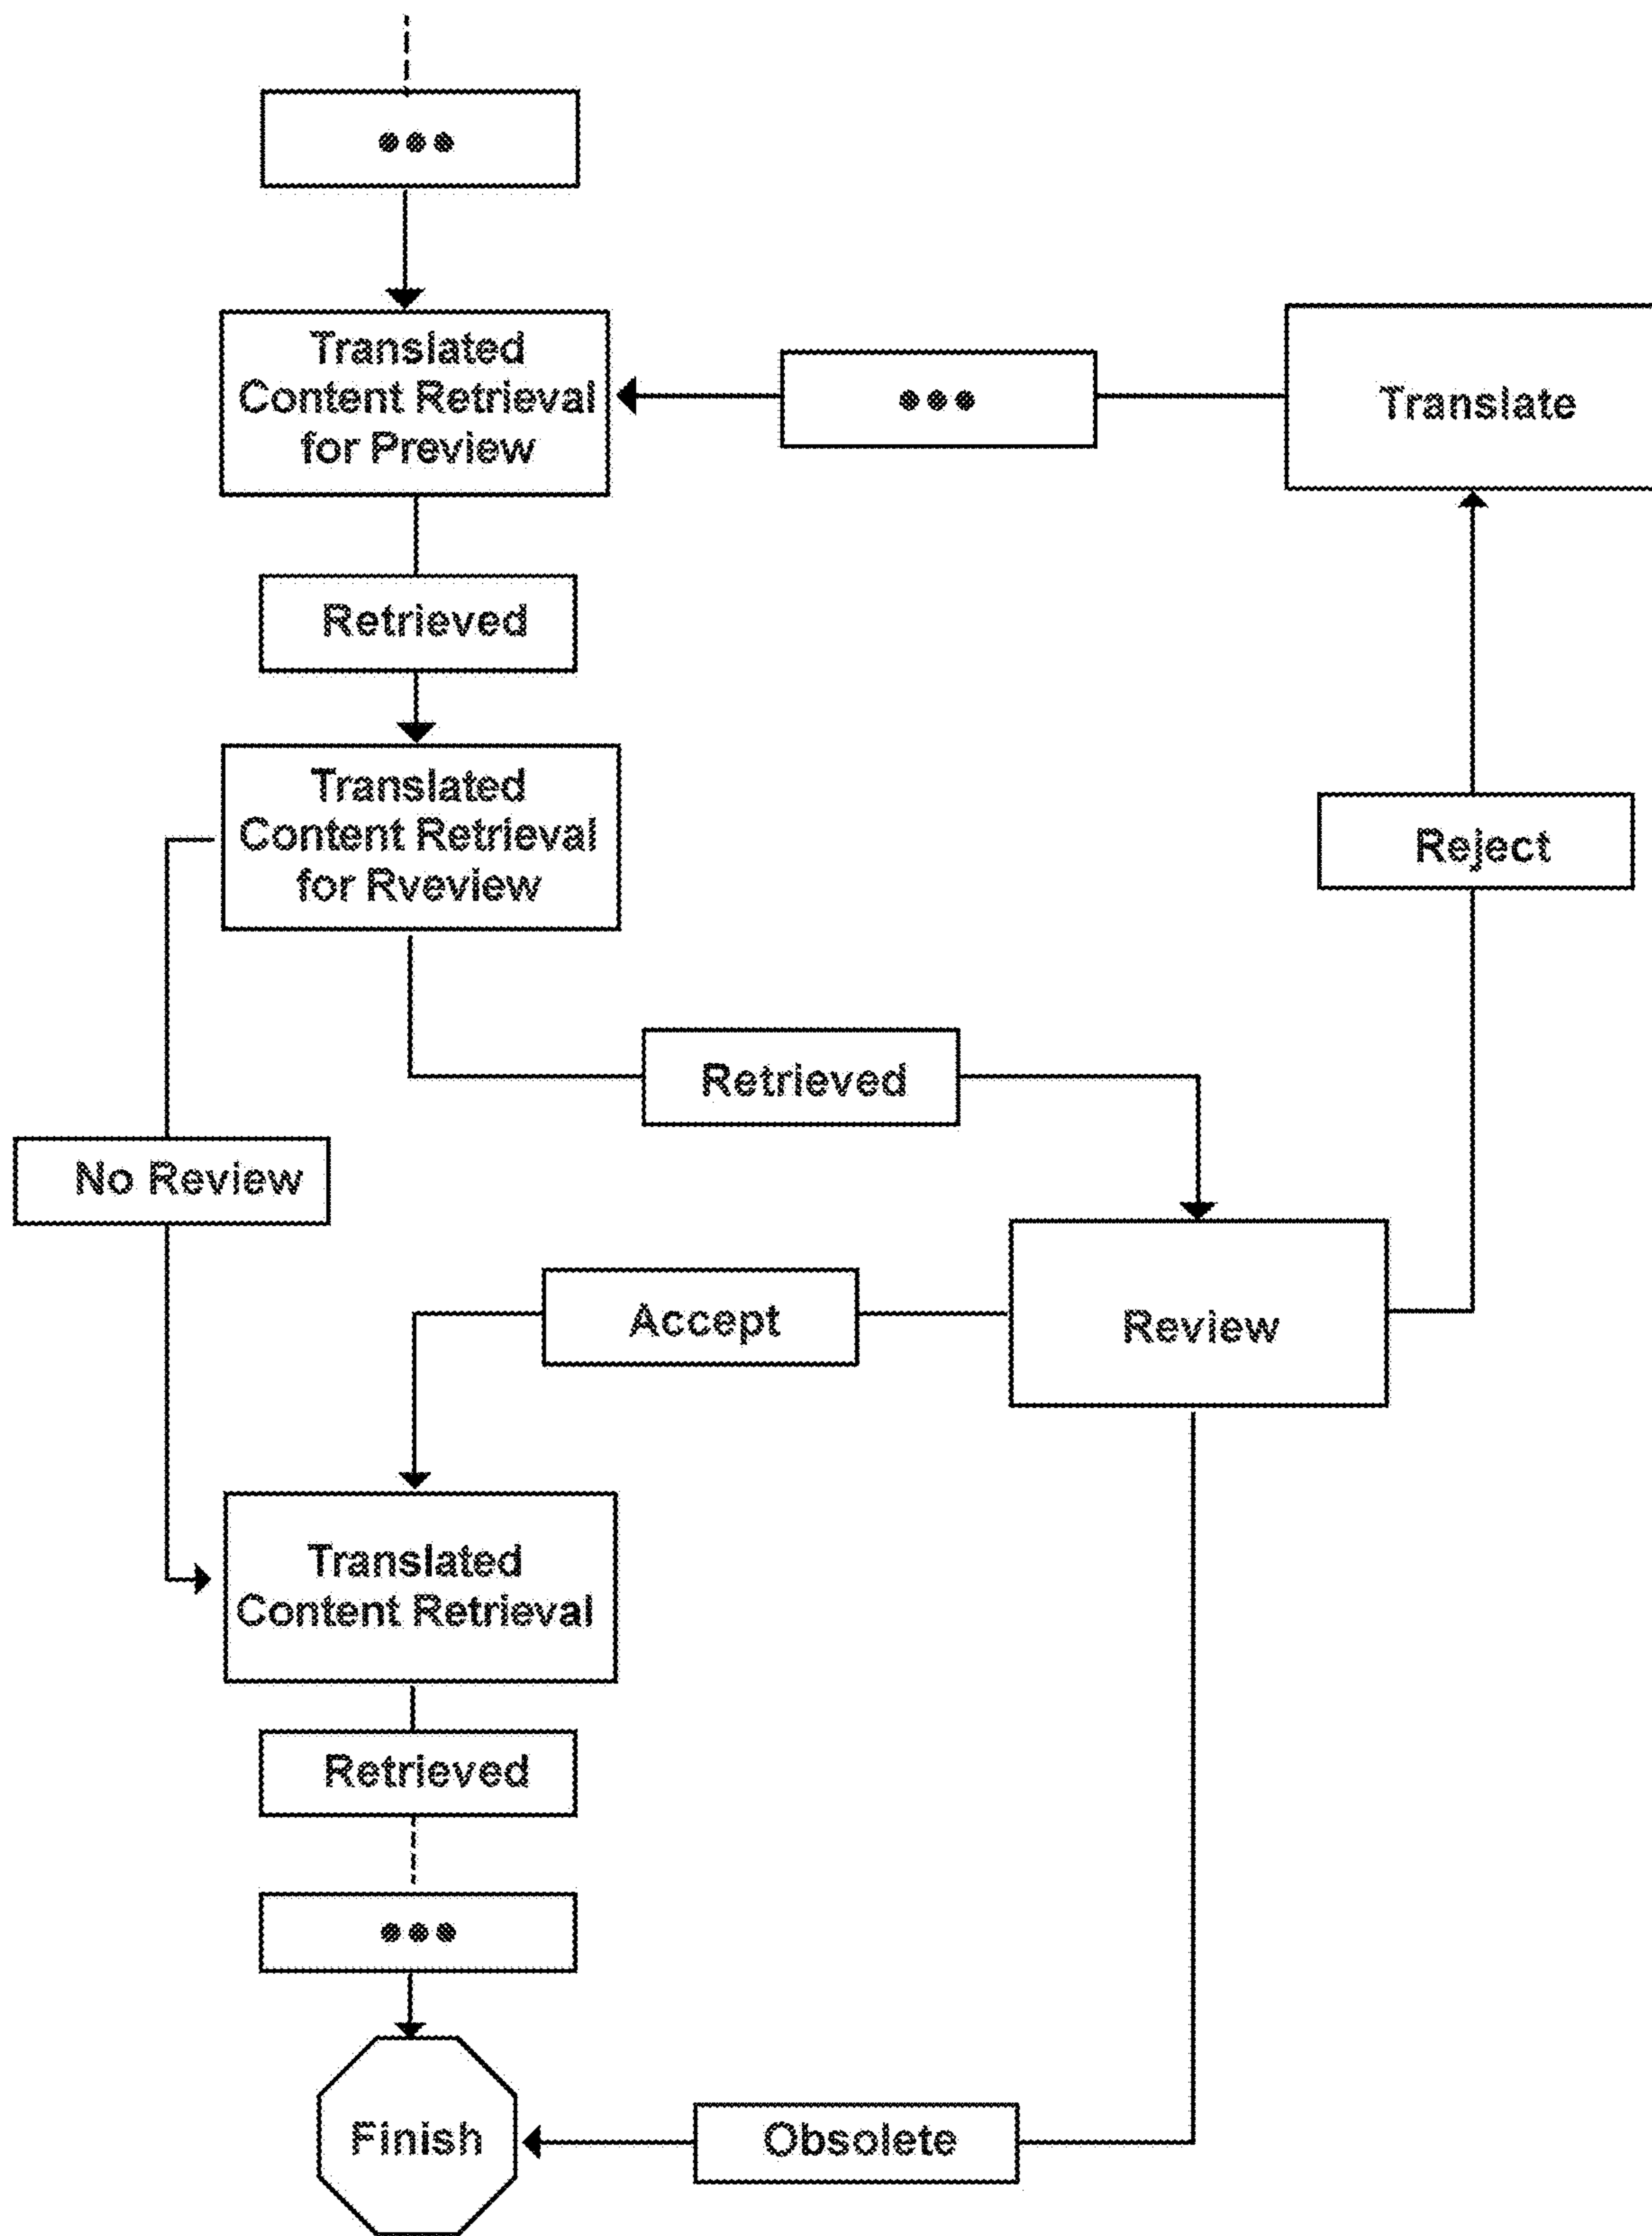 •••
Translated
Content Retrieval
for Preview
•••
Translate
Retrieved
Translated
Content Retrieval
for Rveview
Reject
Retrieved
No Review
Accept
Review
Translated
Content Retrieval
Retrieved
•••
Finish
Obsolete